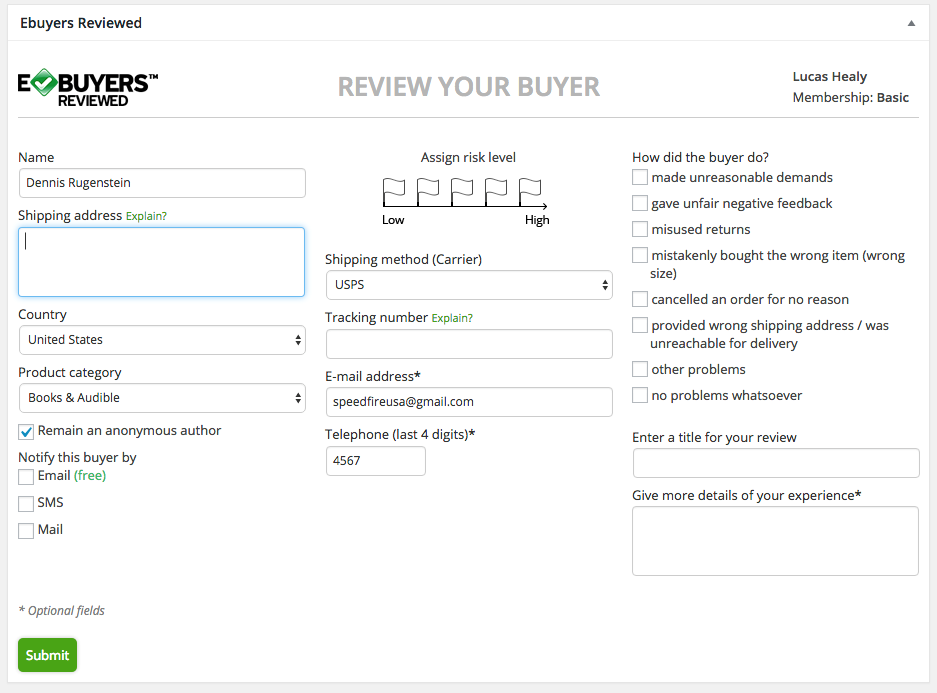 Ebuyers Reviewed
E BUYERS™
REVIEWED
REVIEW YOUR BUYER
Lucas Healy
Membership: Basic
Name
Dennis Rugenstein
Shipping address Explain?
Country
United States
Product category
Books & Audible
Remain an anonymous author
Notify this buyer by
Email (free)
SMS
Mail
Assign risk level
Low High
Shipping method (Carrier)
USPS
Tracking number Explain?
E-mail address*
speedfireusa@gmail.com
Telephone (last 4 digits)*
4567
How did the buyer do?
made unreasonable demands
gave unfair negative feedback
misused returns
mistakenly bought the wrong item (wrong
size)
cancelled an order for no reason
provided wrong shipping address / was
unreachable for delivery
other problems
no problems whatsoever
Enter a title for your review
Give more details of your experience*
* Optional fields
Submit